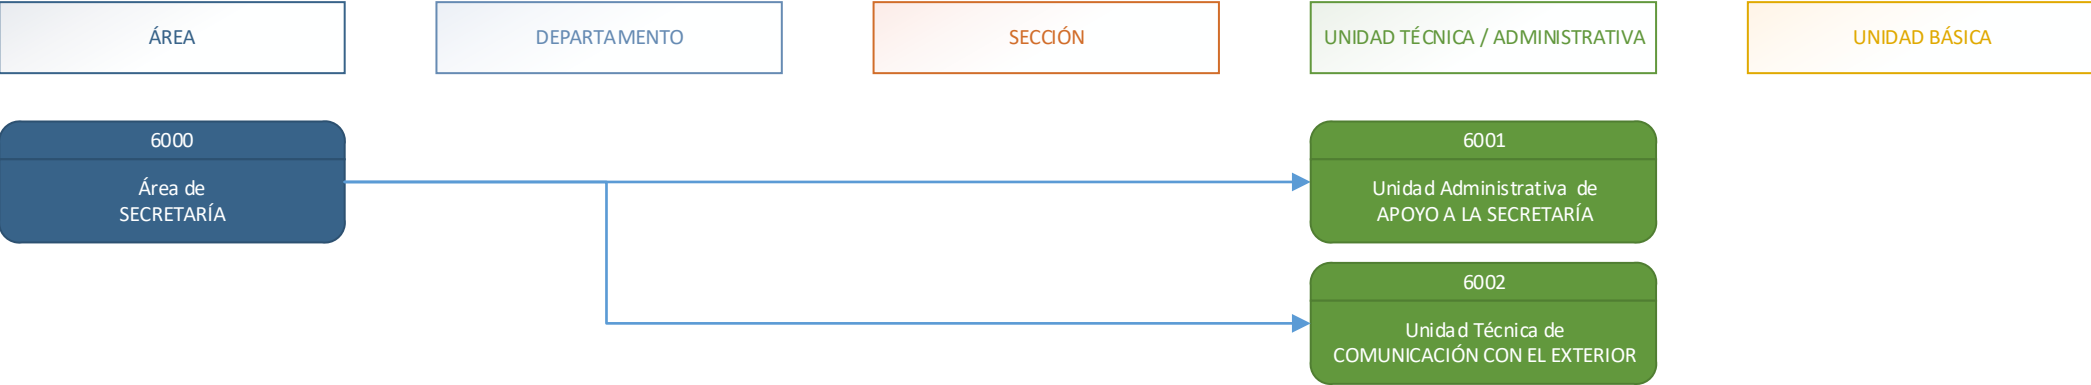 ÁREA
DEPARTAMENTO
SECCIÓN
UNIDAD TÉCNICA / ADMINISTRATIVA
UNIDAD BÁSICA
6000
Área de
SECRETARÍA
6001
Unidad Administrativa de
APOYO A LA SECRETARÍA
6002
Unidad Técnica de
COMUNICACIÓN CON EL EXTERIOR